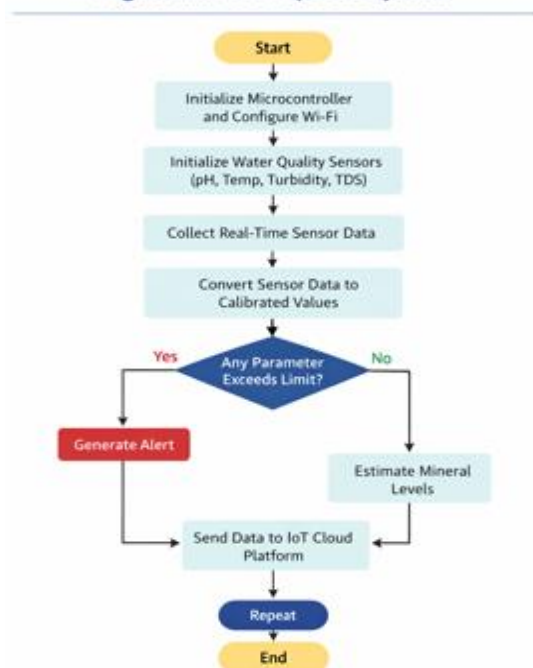 Start
Initialize Microcontroller
and Configure Wi-Fi
Initialize Water Quality Sensors
(pH, Temp, Turbidity, TDS)
Collect Real-Time Sensor Data
Convert Sensor Data to
Calibrated Values
Any Parameter
Exceeds Limit?
Yes
No
Generate Alert
Estimate Mineral
Levels
Send Data to IoT Cloud
Platform
Repeat
End